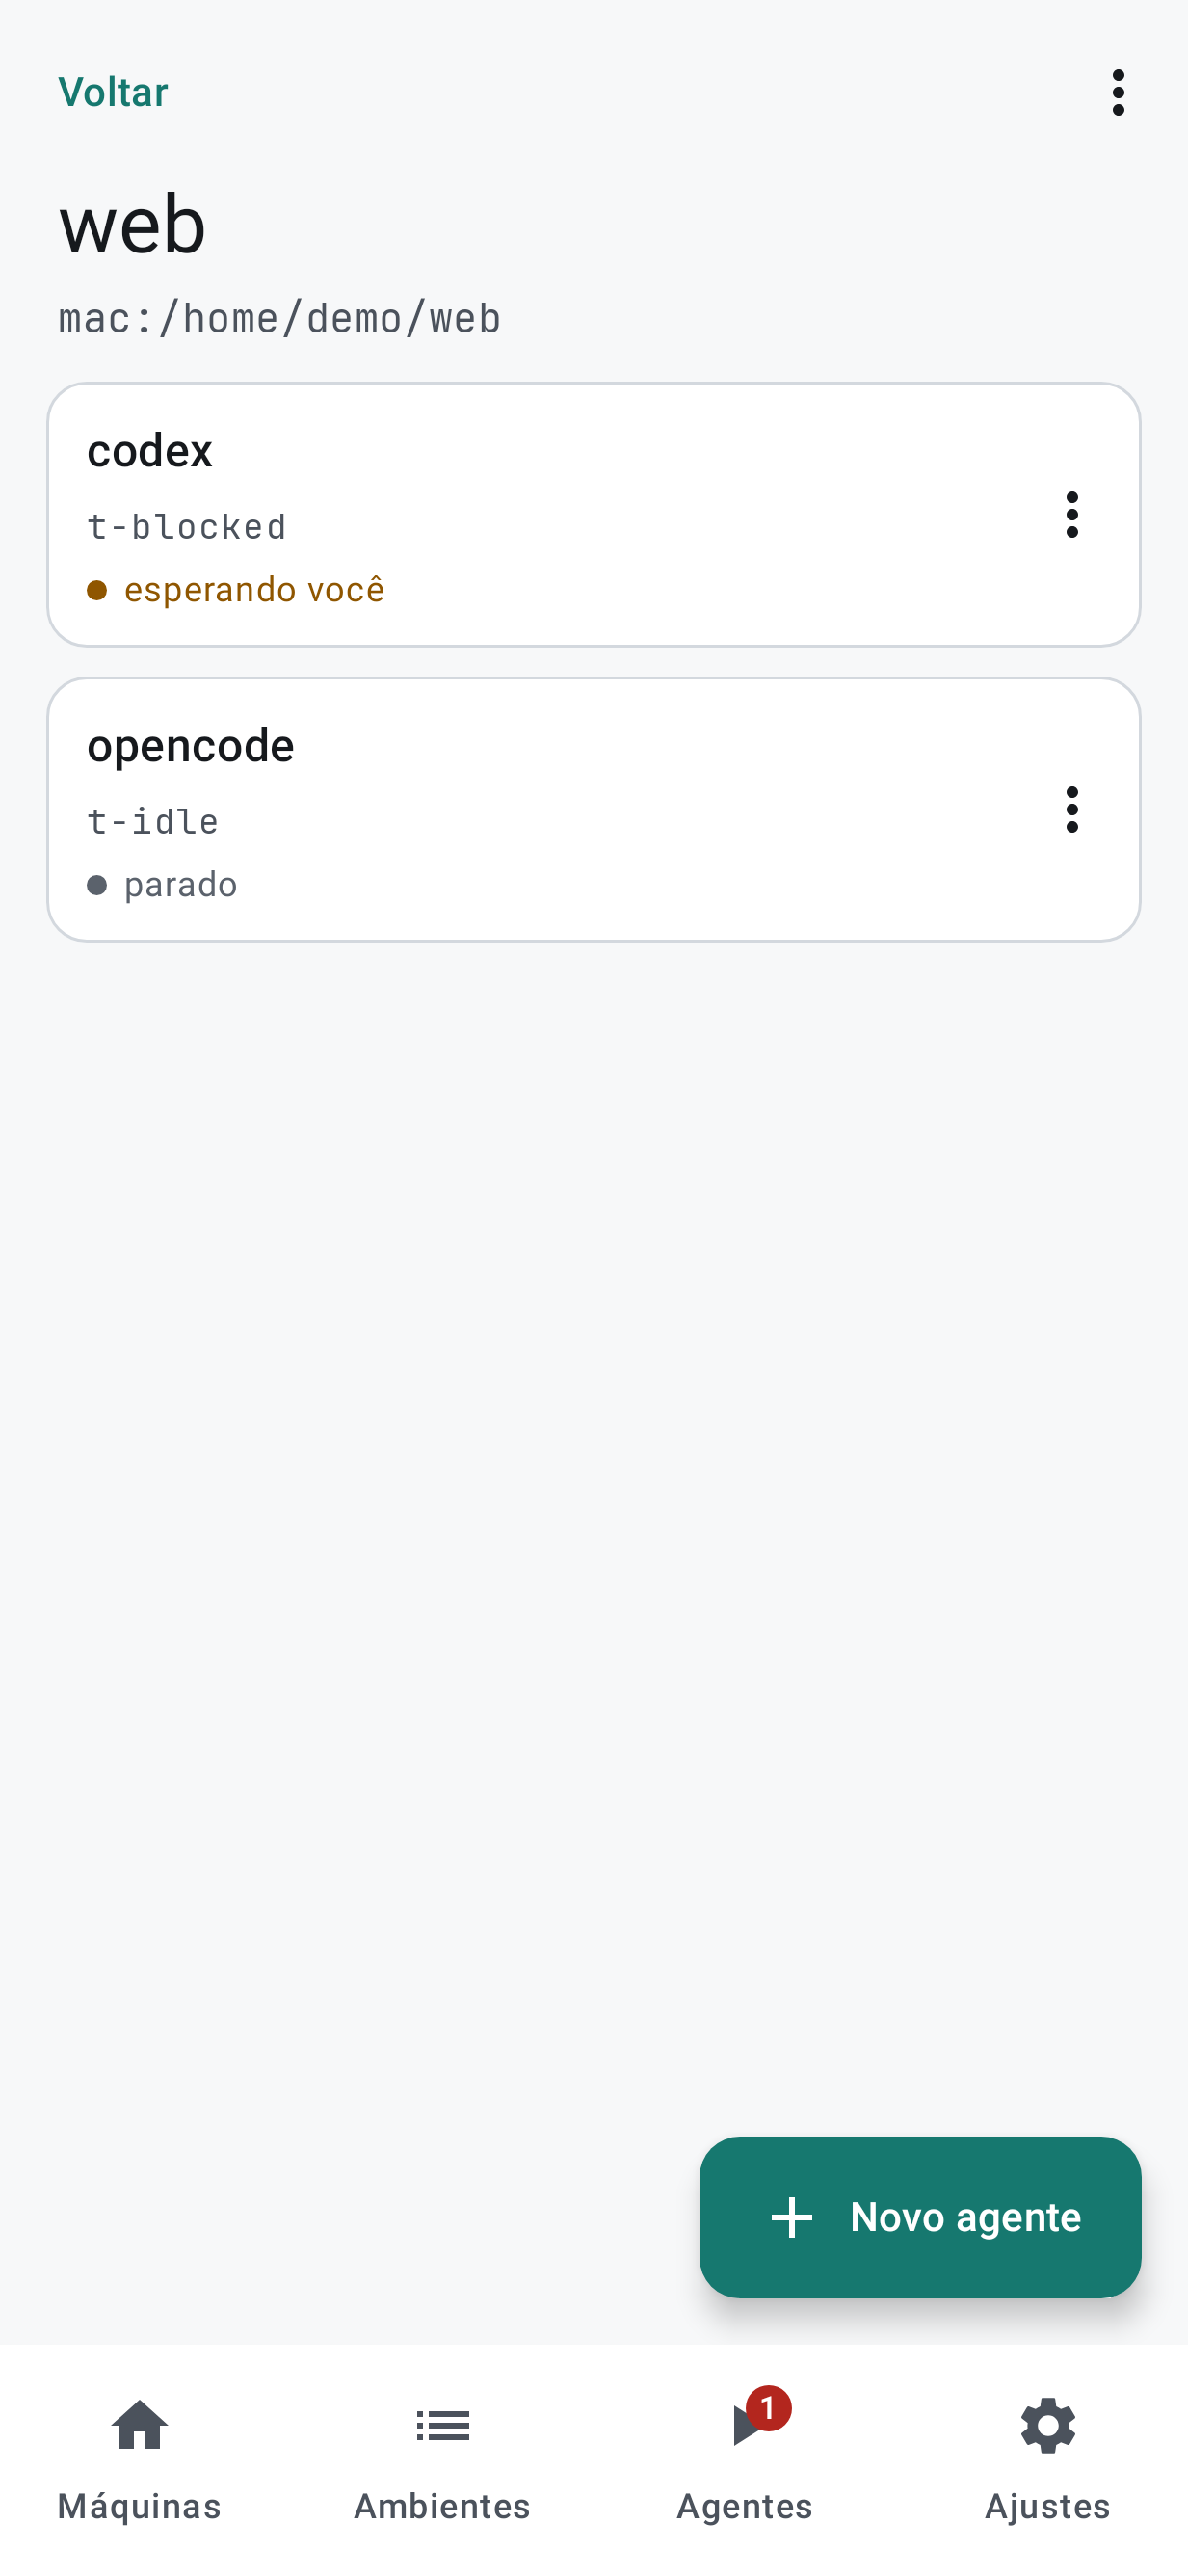 Voltar
web
mac:/home/demo/web
codex
t-blocked
esperando você
opencode
t-idle
parado
Novo agente
1
Máquinas
Ambientes
Agentes
Ajustes